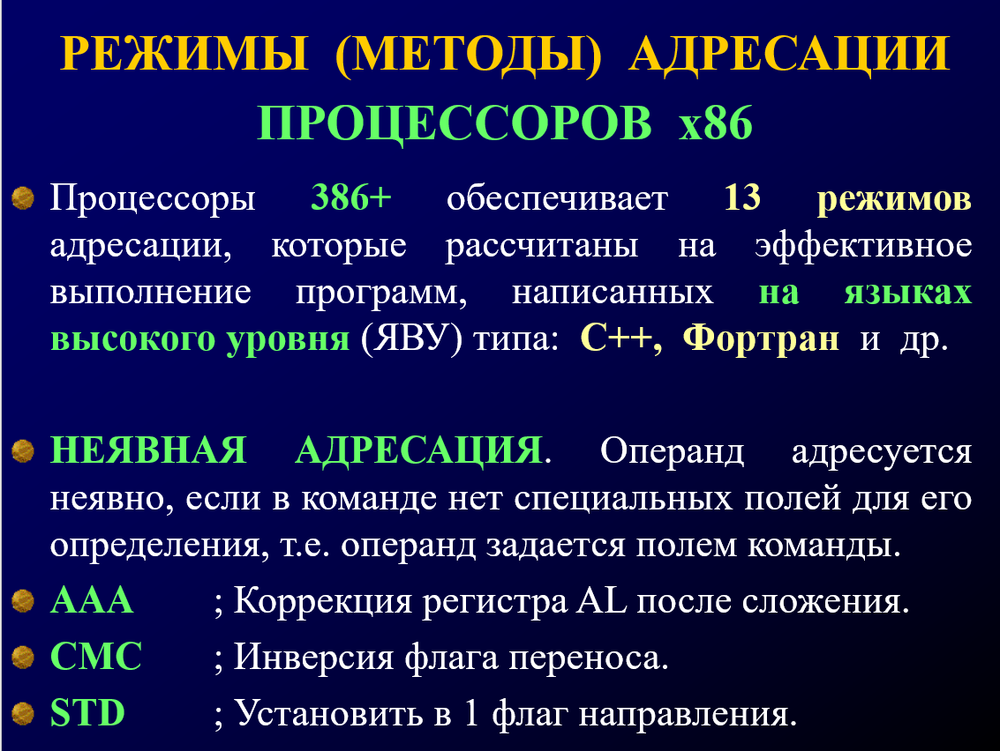 РЕЖИМЫ (МЕТОДЫ) АДРЕСАЦИИ
ПРОЦЕССОРОВ x86
Процессоры 386+ обеспечивает 13 режимов
адресации, которые рассчитаны на эффективное
выполнение программ, написанных на языках
высокого уровня (ЯВУ) типа: С++, Фортран и др.
НЕЯВНАЯ АДРЕСАЦИЯ. Операнд адресуется
неявно, если в команде нет специальных полей для его
определения, т.е. операнд задается полем команды.
AAA ; Коррекция регистра AL после сложения.
CMC ; Инверсия флага переноса.
STD ; Установить в 1 флаг направления.